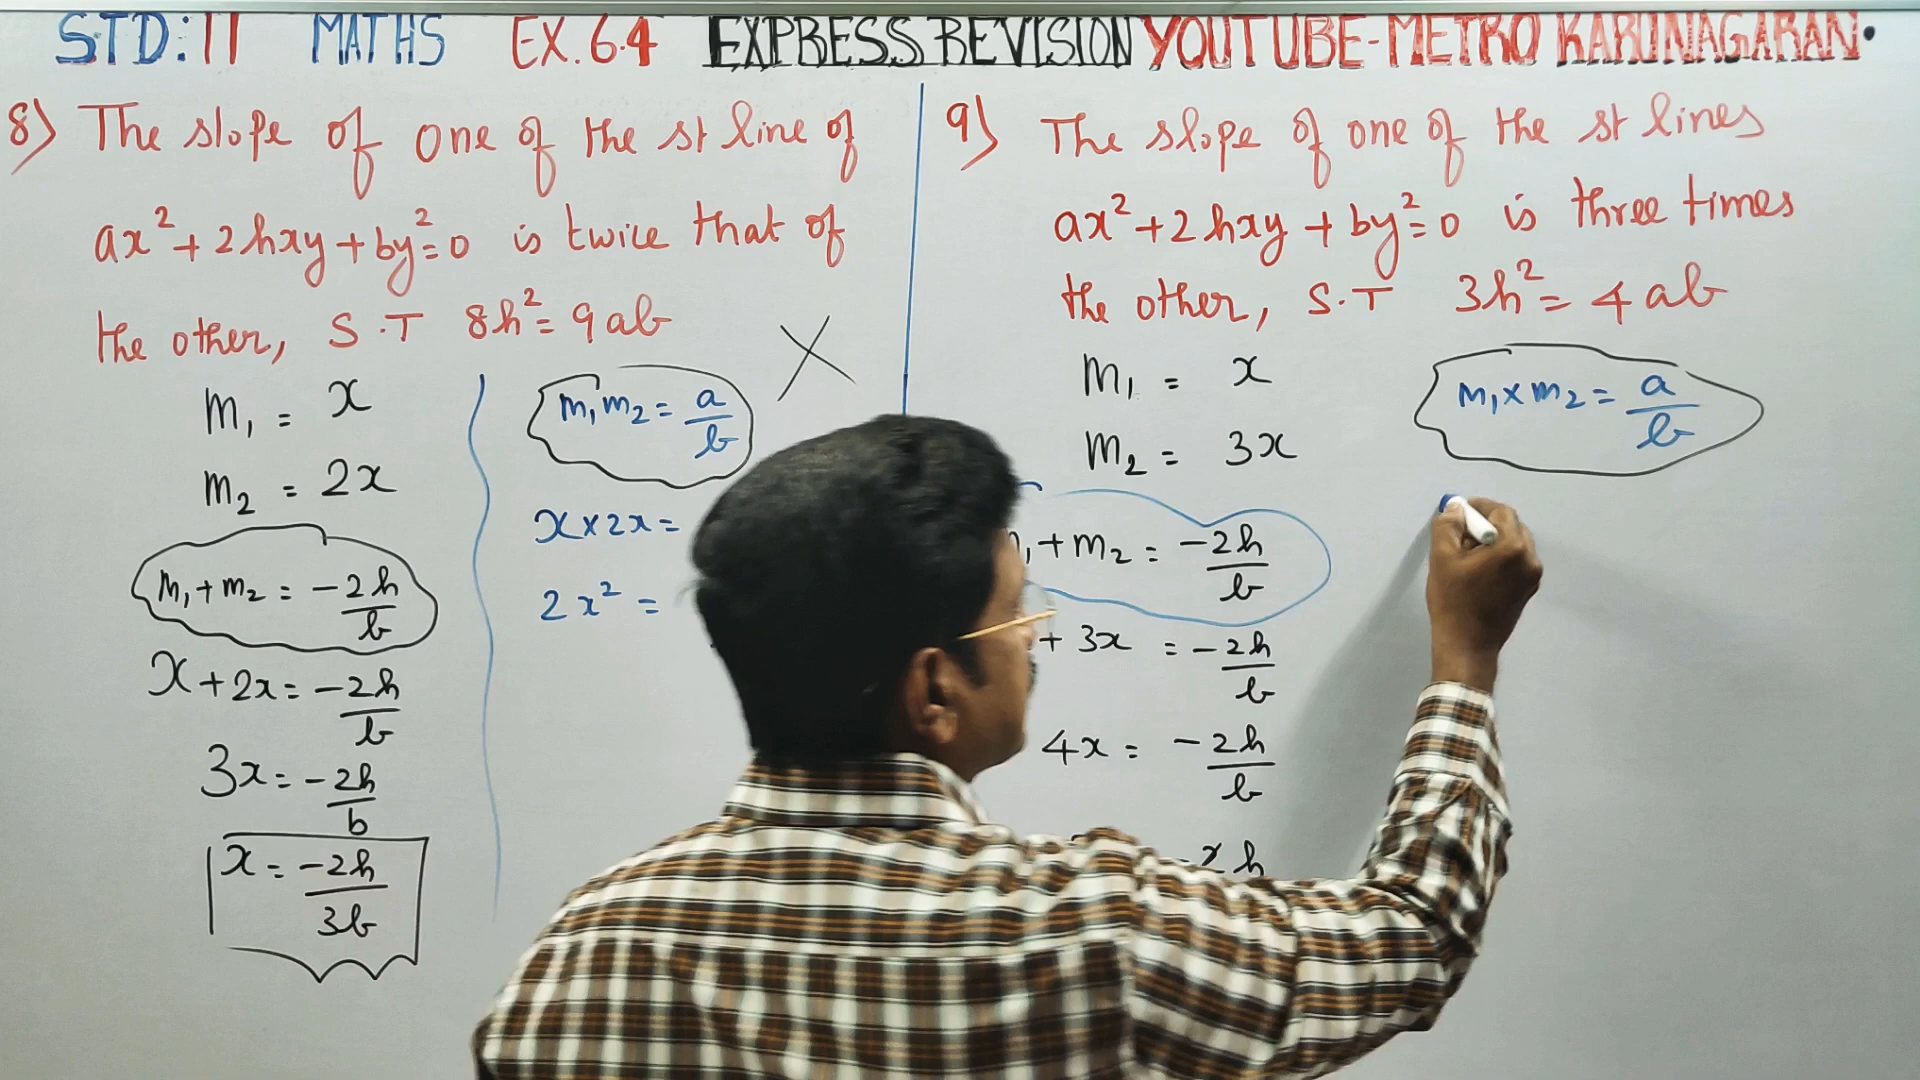 STD:11 MATHS EX.6.4 EXPRESS REVISION YOUTUBE-METRO KARUNAGARAN.
8) The slope of one of the st line of
ax²+2hxy+by²=0 is twice that of
the other, S.T 8h²=9ab
m₁ = x
m₂ = 2x
m₁+m₂ = -2h/b
x+2x = -2h/b
3x = -2h/b
x = -2h/3b
m₁m₂ = a/b
x×2x =
2x² =
9) The slope of one of the st lines
ax²+2hxy+by²=0 is three times
the other, S.T 3h²=4ab
m₁ = x
m₂ = 3x
+m₂ = -2h/b
+ 3x = -2h/b
4x = -2h/b
h
m₁×m₂ = a/b